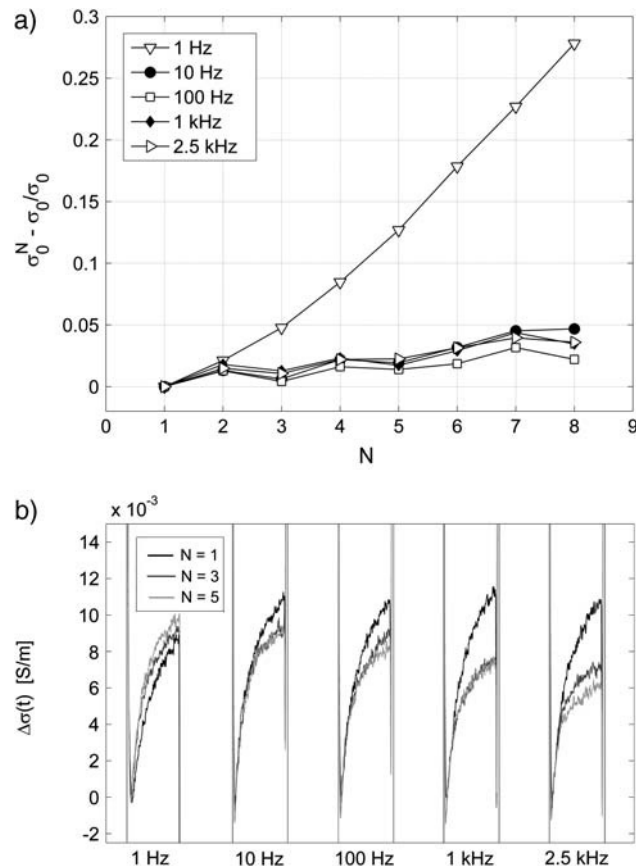 a)
0.3
0.25
0.2
0.15
0.1
0.05
0
σ₀ᴺ - σ₀/σ₀
1 Hz
10 Hz
100 Hz
1 kHz
2.5 kHz
0 1 2 3 4 5 6 7 8 9
N
b)
x 10⁻³
14
12
10
8
6
4
2
0
-2
Δσ(t) [S/m]
N = 1
N = 3
N = 5
1 Hz 10 Hz 100 Hz 1 kHz 2.5 kHz